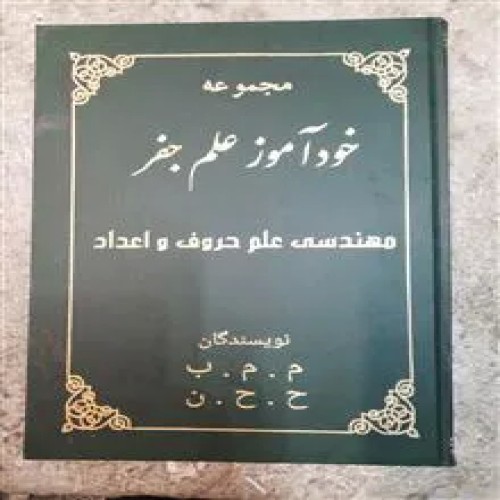 مجموعه
خودآموز علم جفر
مهندسی علم حروف و اعداد
نویسندگان
م . م . ب
ح . ح . ن